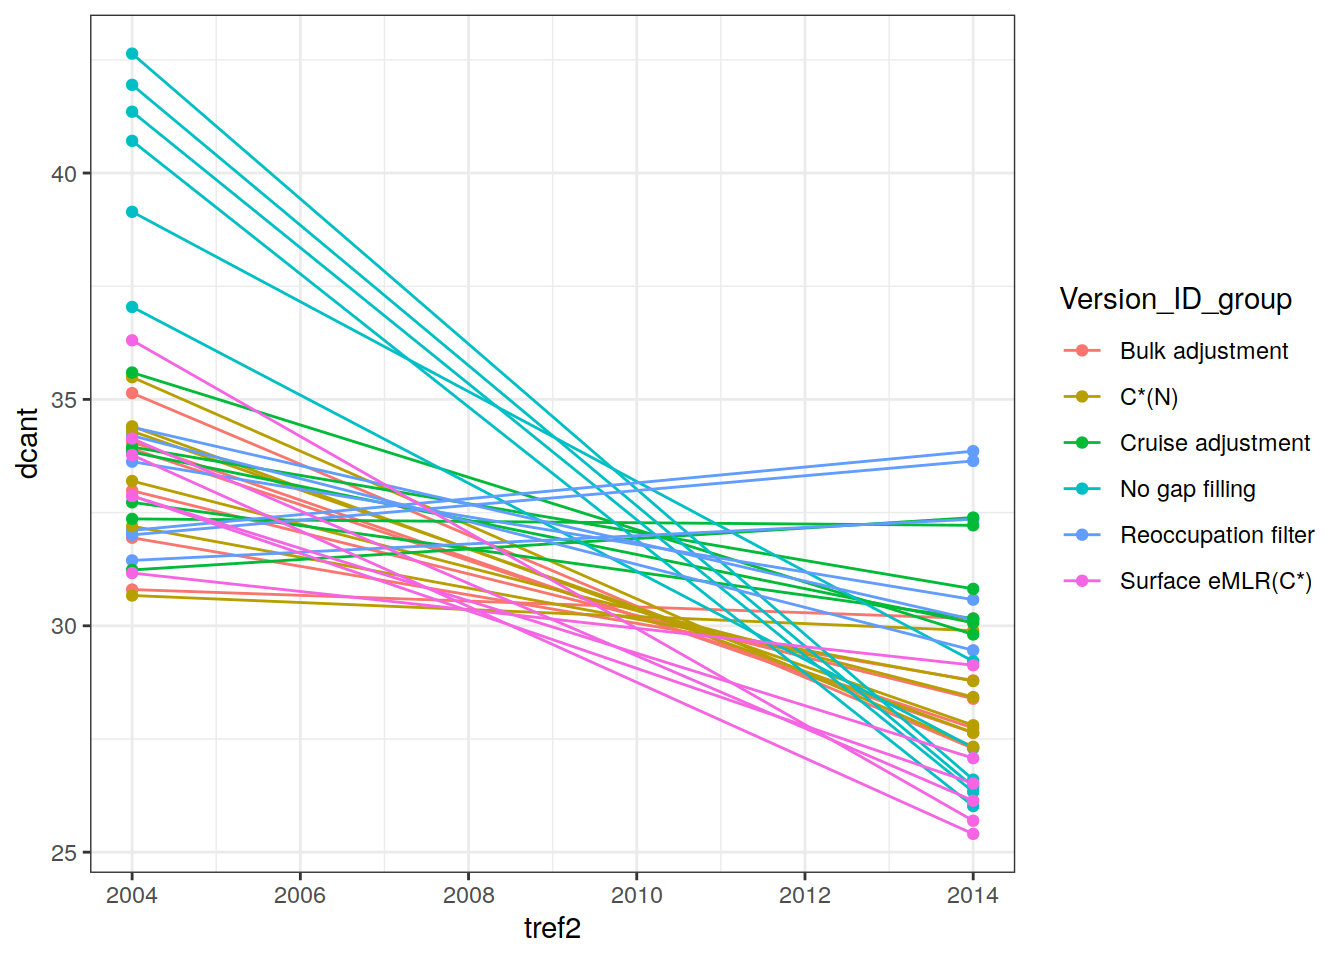 40
35
30
25
dcant
2004
2006
2008
2010
2012
2014
tref2
Version_ID_group
Bulk adjustment
C*(N)
Cruise adjustment
No gap filling
Reoccupation filter
Surface eMLR(C*)